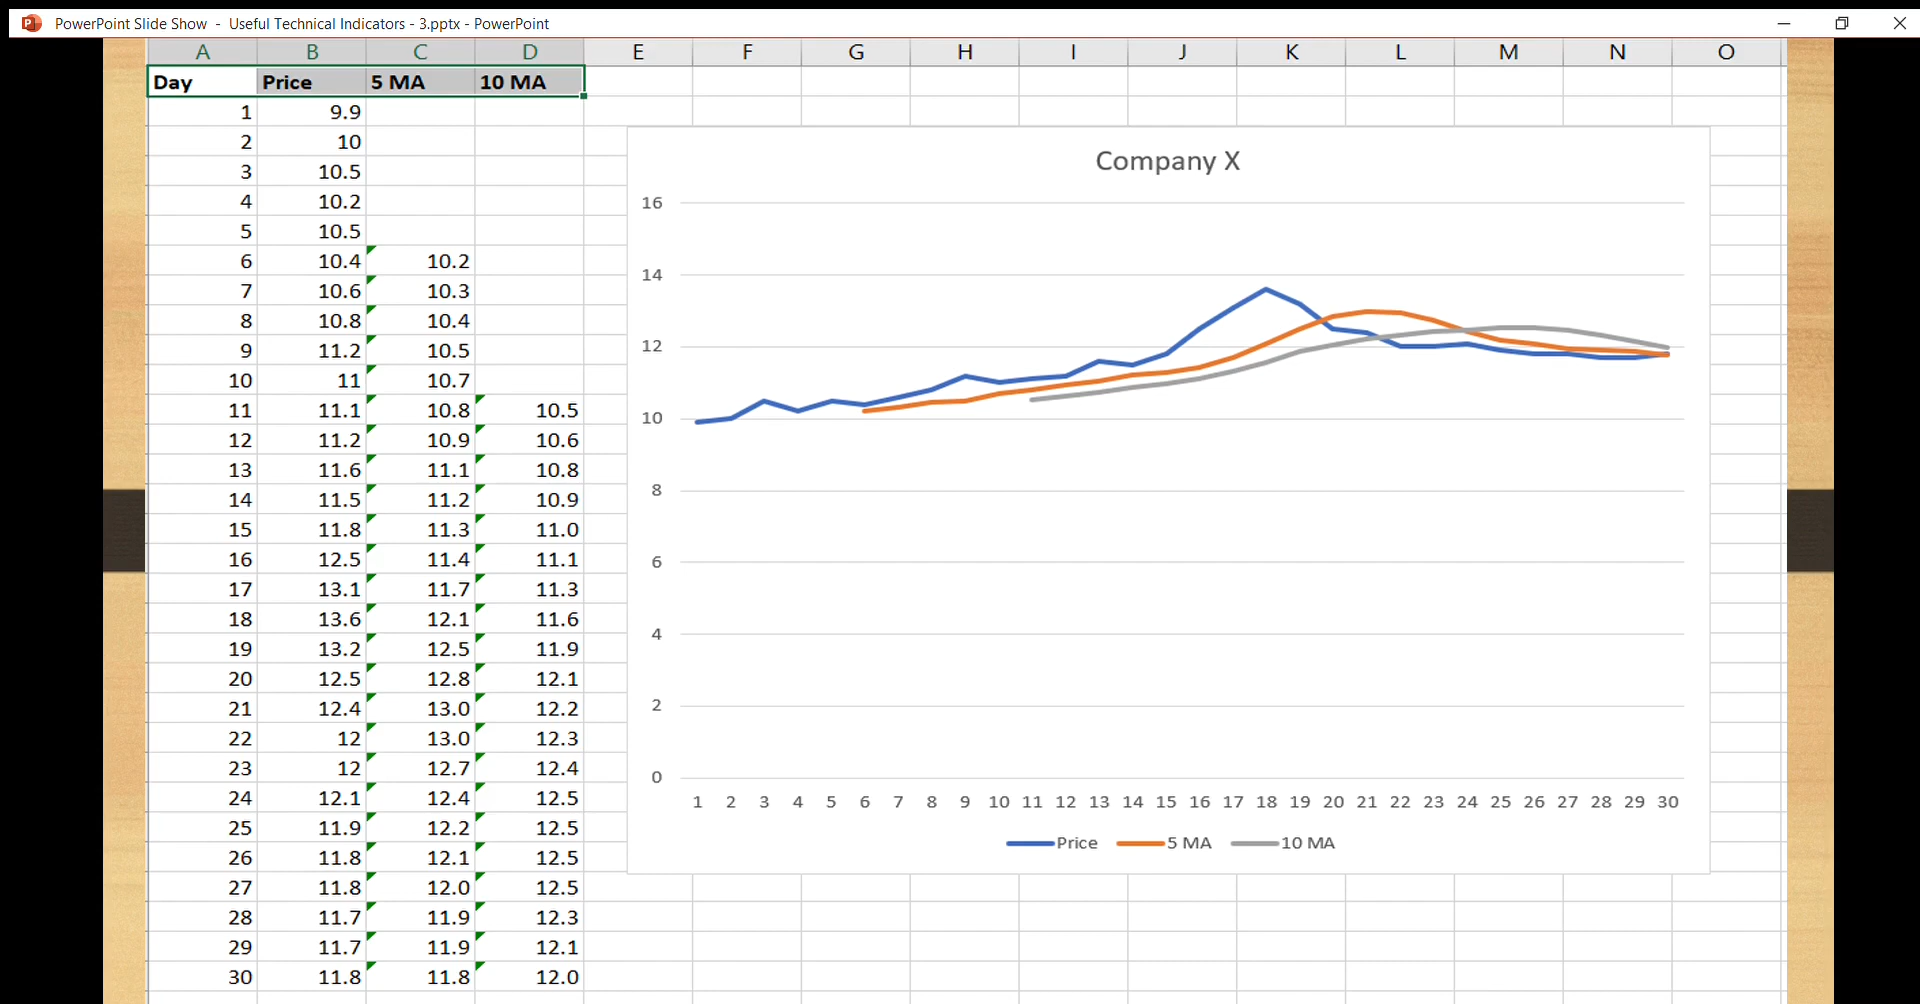 PowerPoint Slide Show - Useful Technical Indicators - 3.pptx - PowerPoint
A B C D E F G H I J K L M N O
Day Price 5 MA 10 MA
1 9.9
2 10
3 10.5
4 10.2
5 10.5
6 10.4 10.2
7 10.6 10.3
8 10.8 10.4
9 11.2 10.5
10 11 10.7
11 11.1 10.8 10.5
12 11.2 10.9 10.6
13 11.6 11.1 10.8
14 11.5 11.2 10.9
15 11.8 11.3 11.0
16 12.5 11.4 11.1
17 13.1 11.7 11.3
18 13.6 12.1 11.6
19 13.2 12.5 11.9
20 12.5 12.8 12.1
21 12.4 13.0 12.2
22 12 13.0 12.3
23 12 12.7 12.4
24 12.1 12.4 12.5
25 11.9 12.2 12.5
26 11.8 12.1 12.5
27 11.8 12.0 12.5
28 11.7 11.9 12.3
29 11.7 11.9 12.1
30 11.8 11.8 12.0
Company X
16
14
12
10
8
6
4
2
0
1 2 3 4 5 6 7 8 9 10 11 12 13 14 15 16 17 18 19 20 21 22 23 24 25 26 27 28 29 30
Price 5 MA 10 MA